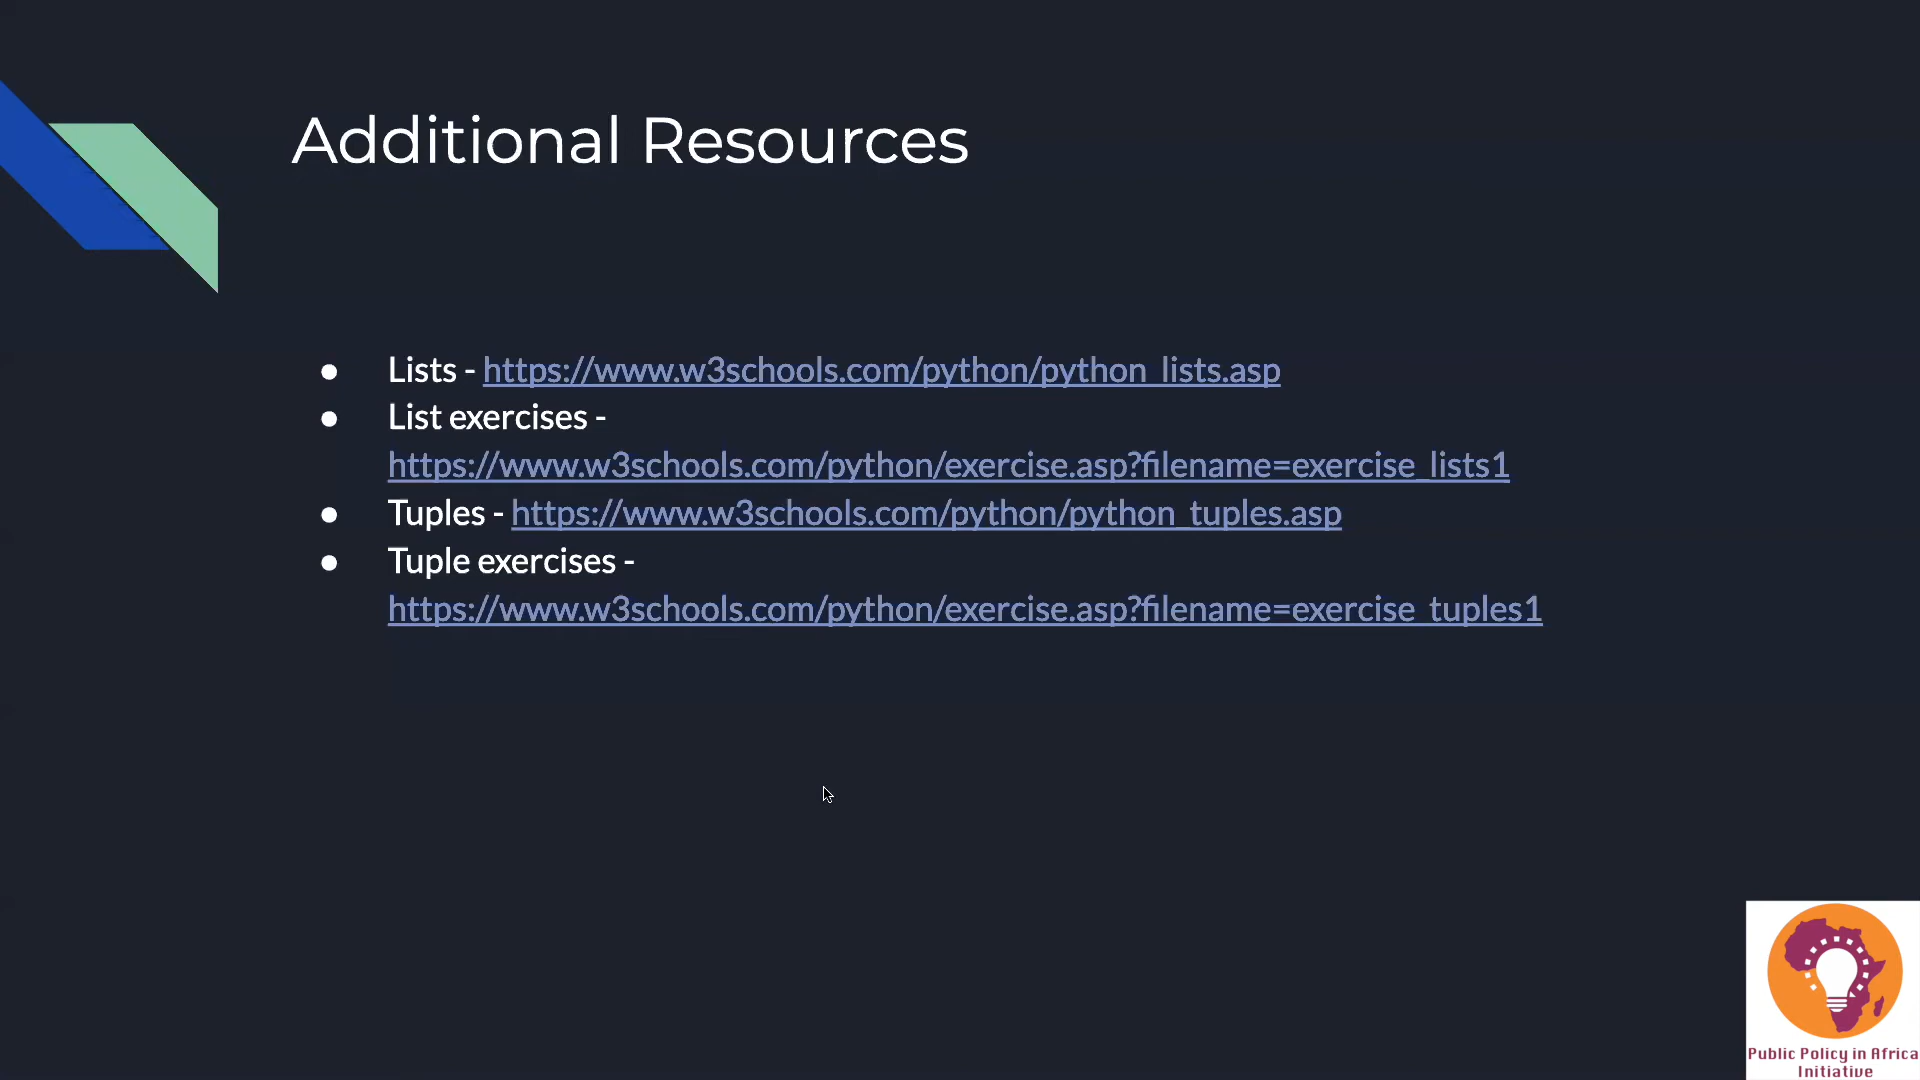 Additional Resources
● Lists - https://www.w3schools.com/python/python_lists.asp
● List exercises -
https://www.w3schools.com/python/exercise.asp?filename=exercise_lists1
● Tuples - https://www.w3schools.com/python/python_tuples.asp
● Tuple exercises -
https://www.w3schools.com/python/exercise.asp?filename=exercise_tuples1
Public Policy in Africa
Initiative